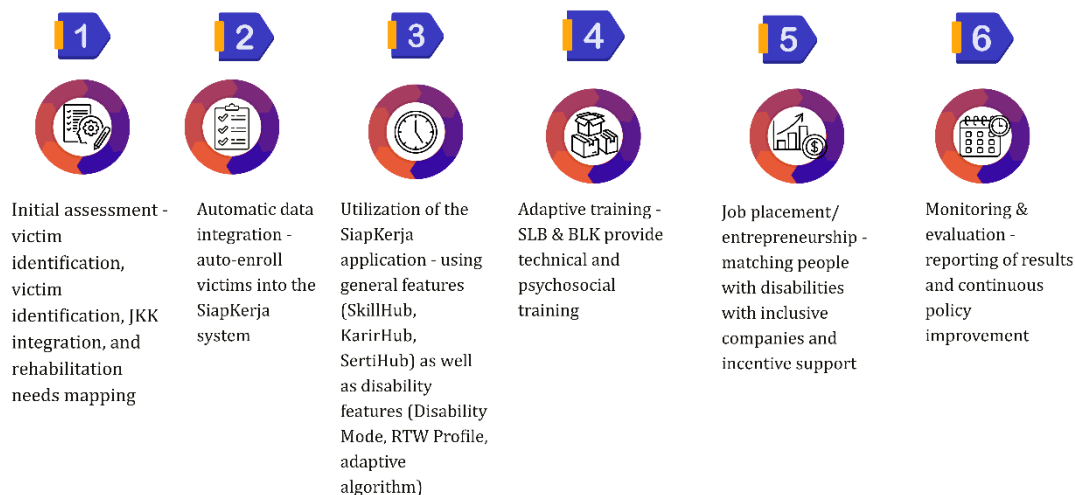 1
Initial assessment -
victim
identification,
victim
identification, JKK
integration, and
rehabilitation
needs mapping
2
Automatic data
integration -
auto-enroll
victims into the
SiapKerja
system
3
Utilization of the
SiapKerja
application - using
general features
(SkillHub,
KarirHub,
SertiHub) as well
as disability
features (Disability
Mode, RTW Profile,
adaptive
algorithm)
4
Adaptive training -
SLB & BLK provide
technical and
psychosocial
training
5
Job placement/
entrepreneurship -
matching people
with disabilities
with inclusive
companies and
incentive support
6
Monitoring &
evaluation -
reporting of results
and continuous
policy
improvement